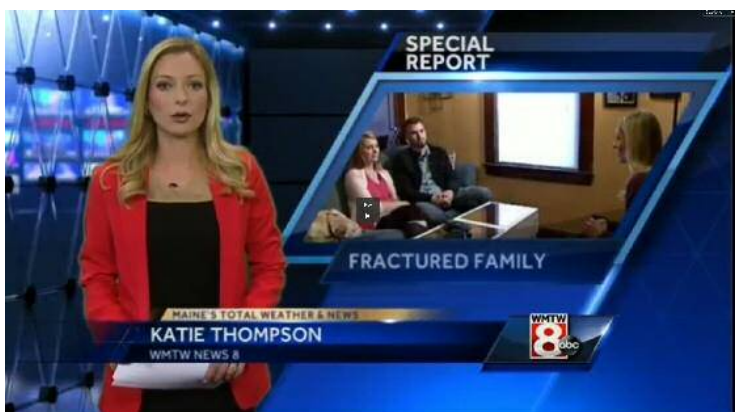 SPECIAL
REPORT
FRACTURED FAMILY
MAINE'S TOTAL WEATHER & NEWS
KATIE THOMPSON
WMTW NEWS 8
WMTW
8
abc